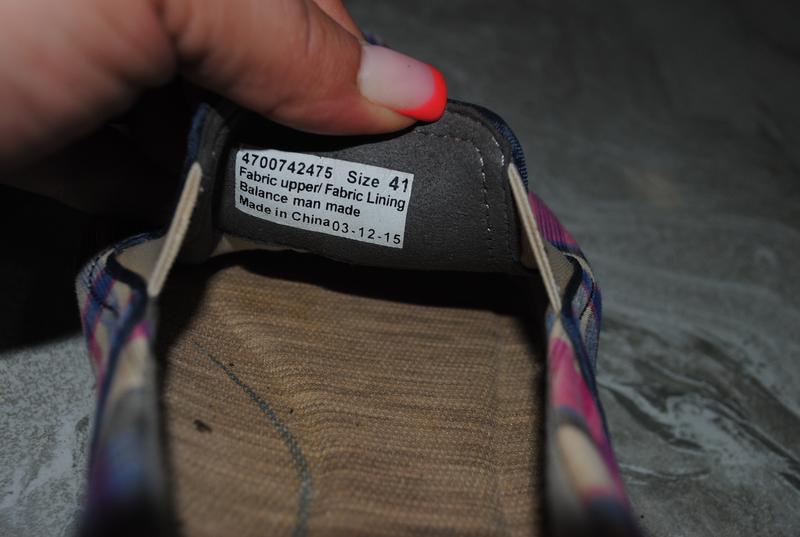 4700742475 Size 41
Fabric upper/ Fabric Lining
Balance man made
Made in China 03-12-15